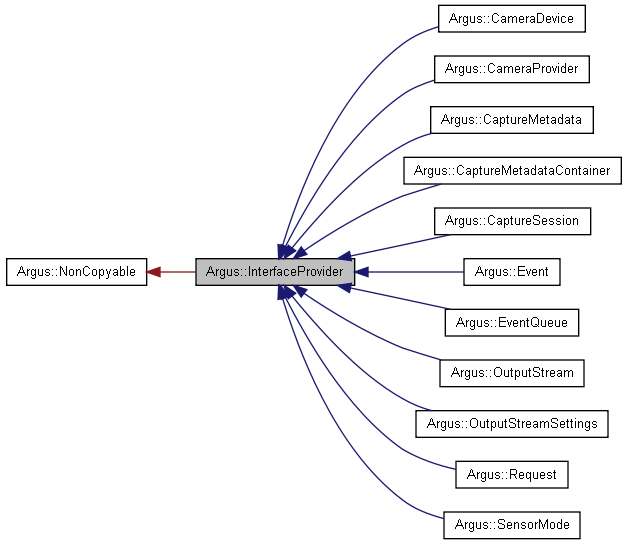 Argus::CameraDevice
Argus::CameraProvider
Argus::CaptureMetadata
Argus::CaptureMetadataContainer
Argus::CaptureSession
Argus::NonCopyable
Argus::InterfaceProvider
Argus::Event
Argus::EventQueue
Argus::OutputStream
Argus::OutputStreamSettings
Argus::Request
Argus::SensorMode